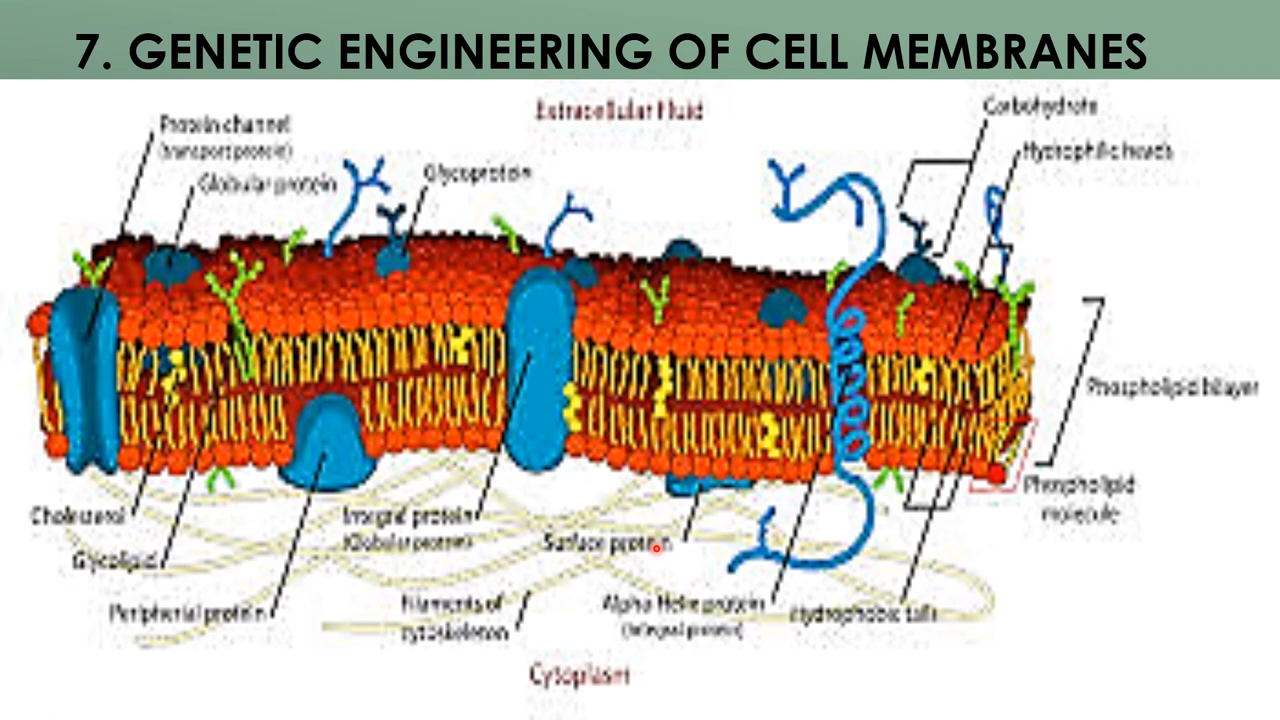 7. GENETIC ENGINEERING OF CELL MEMBRANES
Extracellular Fluid
Carbohydrate
Protein channel
(transport protein)
Hydrophilic heads
Globular protein
Glycoprotein
Phospholipid bilayer
Phospholipid
molecule
Cholesterol
Integral protein
(Globular protein)
Surface protein
Glycolipid
Peripherial protein
Filaments of
cytoskeleton
Alpha Helix protein
(Integral protein)
Hydrophobic tails
Cytoplasm